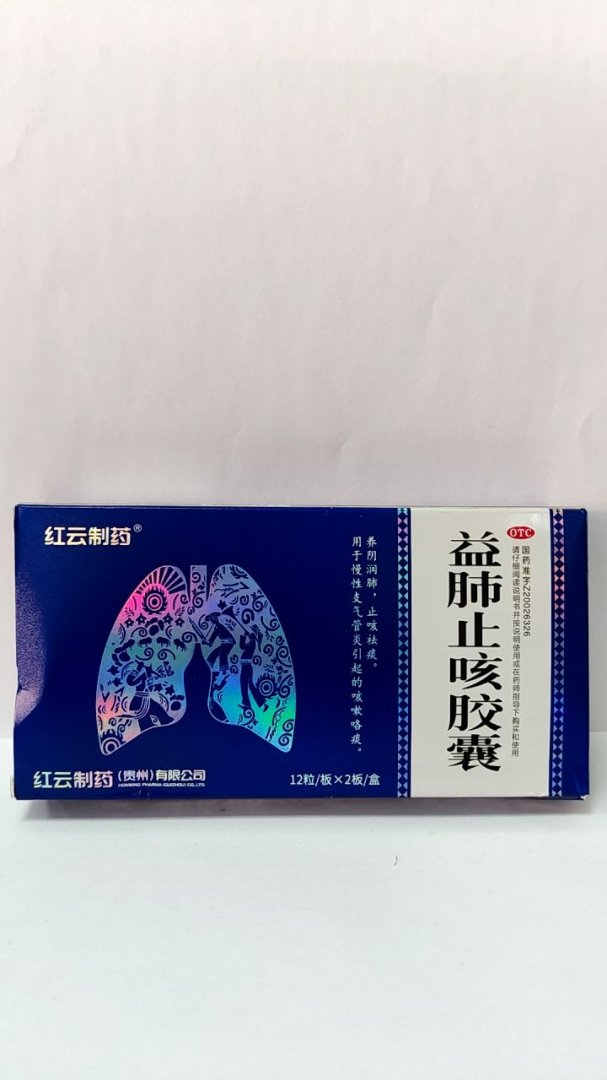 红云制药®
养阴润肺，止咳祛痰。
用于慢性支气管炎引起的咳嗽咯痰。
红云制药(贵州)有限公司
HONWING PHARMA (GUIZHOU) CO.,LTD.
12粒/板×2板/盒
OTC
国药准字Z20026326
请仔细阅读说明书并按说明使用或在药师指导下购买和使用
益肺止咳胶囊